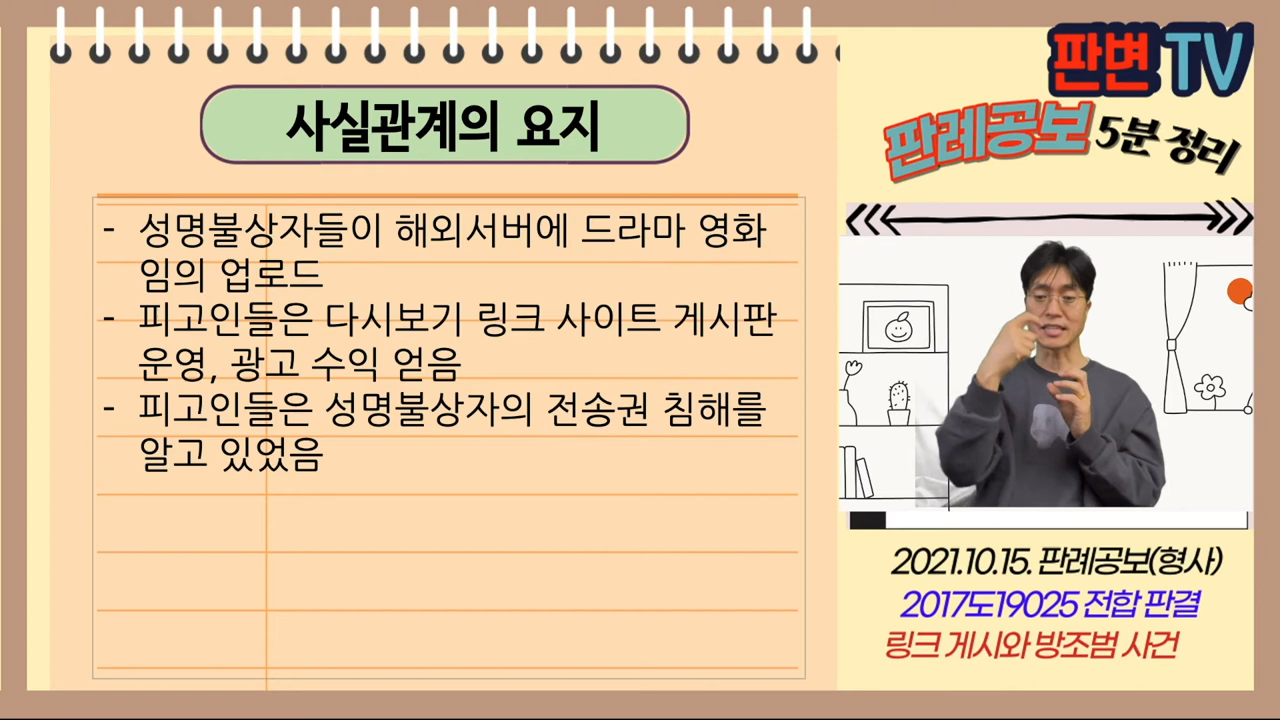 사실관계의 요지
- 성명불상자들이 해외서버에 드라마 영화
임의 업로드
- 피고인들은 다시보기 링크 사이트 게시판
운영, 광고 수익 얻음
- 피고인들은 성명불상자의 전송권 침해를
알고 있었음
판변 TV
판례공보 5분 정리
2021.10.15. 판례공보(형사)
2017도19025 전합 판결
링크 게시와 방조범 사건